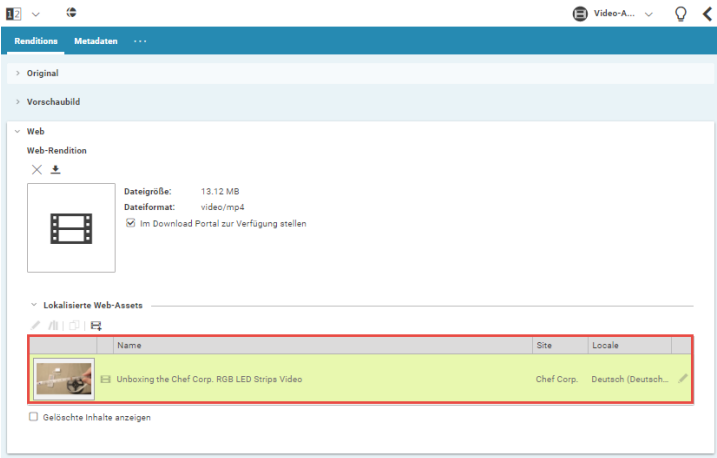 12
Video-A...
Renditions Metadaten ...
Original
Vorschaubild
Web
Web-Rendition
Dateigröße: 13.12 MB
Dateiformat: video/mp4
Im Download Portal zur Verfügung stellen
Lokalisierte Web-Assets
Name Site Locale
Unboxing the Chef Corp. RGB LED Strips Video Chef Corp. Deutsch (Deutsch...
Gelöschte Inhalte anzeigen